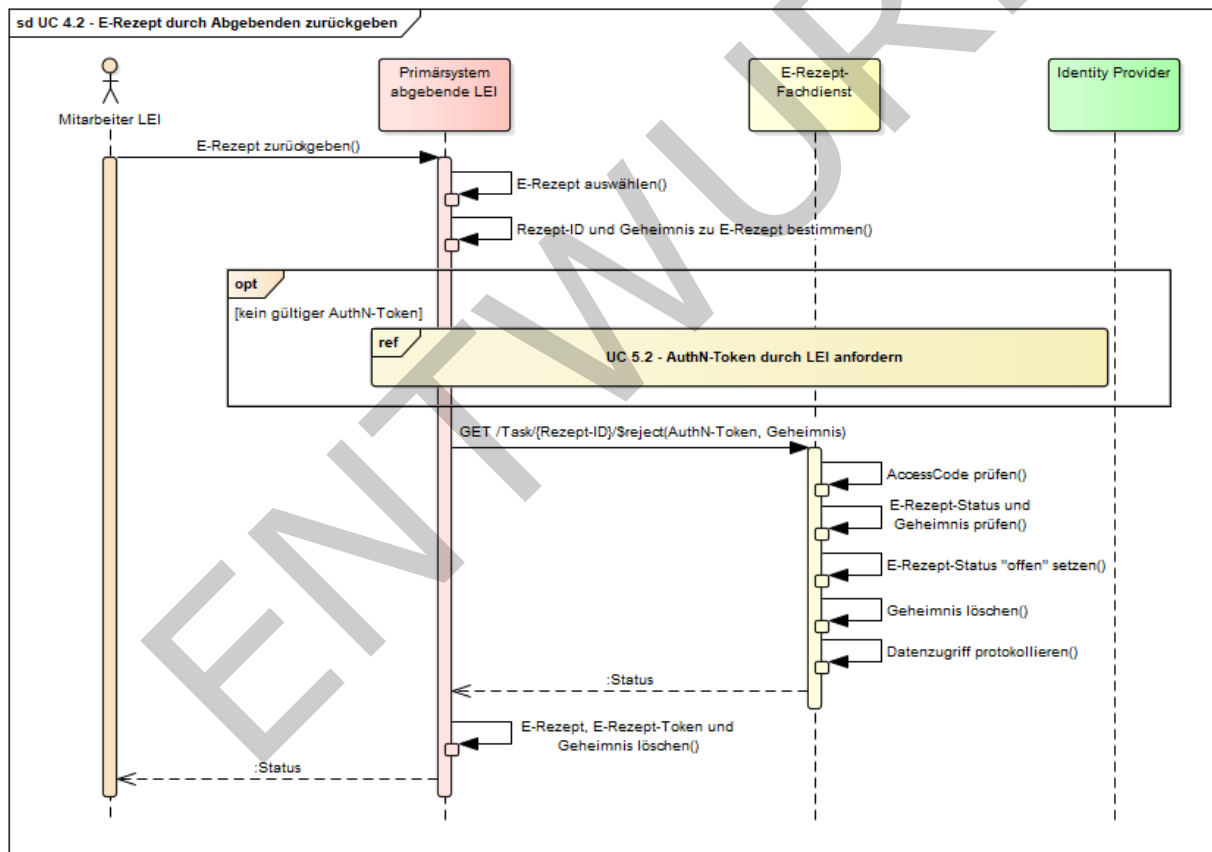 sd UC 4.2 - E-Rezept durch Abgebenden zurückgeben
Mitarbeiter LEI
Primärsystem
abgebende LEI
E-Rezept-
Fachdienst
Identity Provider
E-Rezept zurückgeben()
E-Rezept auswählen()
Rezept-ID und Geheimnis zu E-Rezept bestimmen()
opt
[kein gültiger AuthN-Token]
ref
UC 5.2 - AuthN-Token durch LEI anfordern
GET /Task/{Rezept-ID}/$reject(AuthN-Token, Geheimnis)
AccessCode prüfen()
E-Rezept-Status und
Geheimnis prüfen()
E-Rezept-Status "offen" setzen()
Geheimnis löschen()
Datenzugriff protokollieren()
:Status
E-Rezept, E-Rezept-Token und
Geheimnis löschen()
:Status
ENTWUR